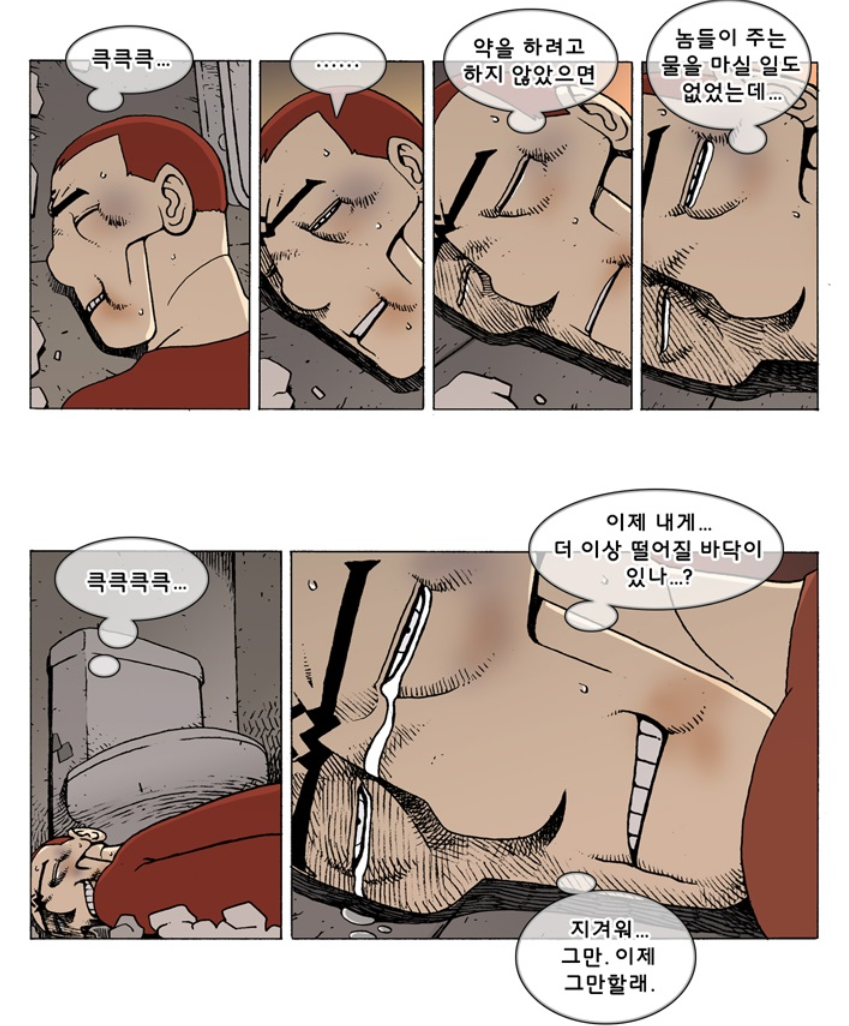 큭큭큭...
......
약을 하려고
하지 않았으면
놈들이 주는
물을 마실 일도
없었는데...
큭큭큭큭...
이제 내게...
더 이상 떨어질 바닥이
있나...?
지겨워...
그만. 이제
그만할래.